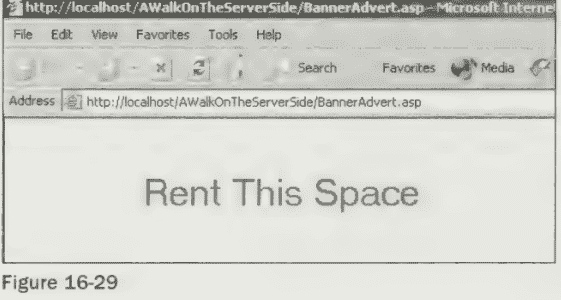 http://localhost/AWalkOnTheServerSide/BannerAdvert.asp - Microsoft Interne
File Edit View Favorites Tools Help
Search Favorites Media
Address http://localhost/AWalkOnTheServerSide/BannerAdvert.asp
Rent This Space
Figure 16-29